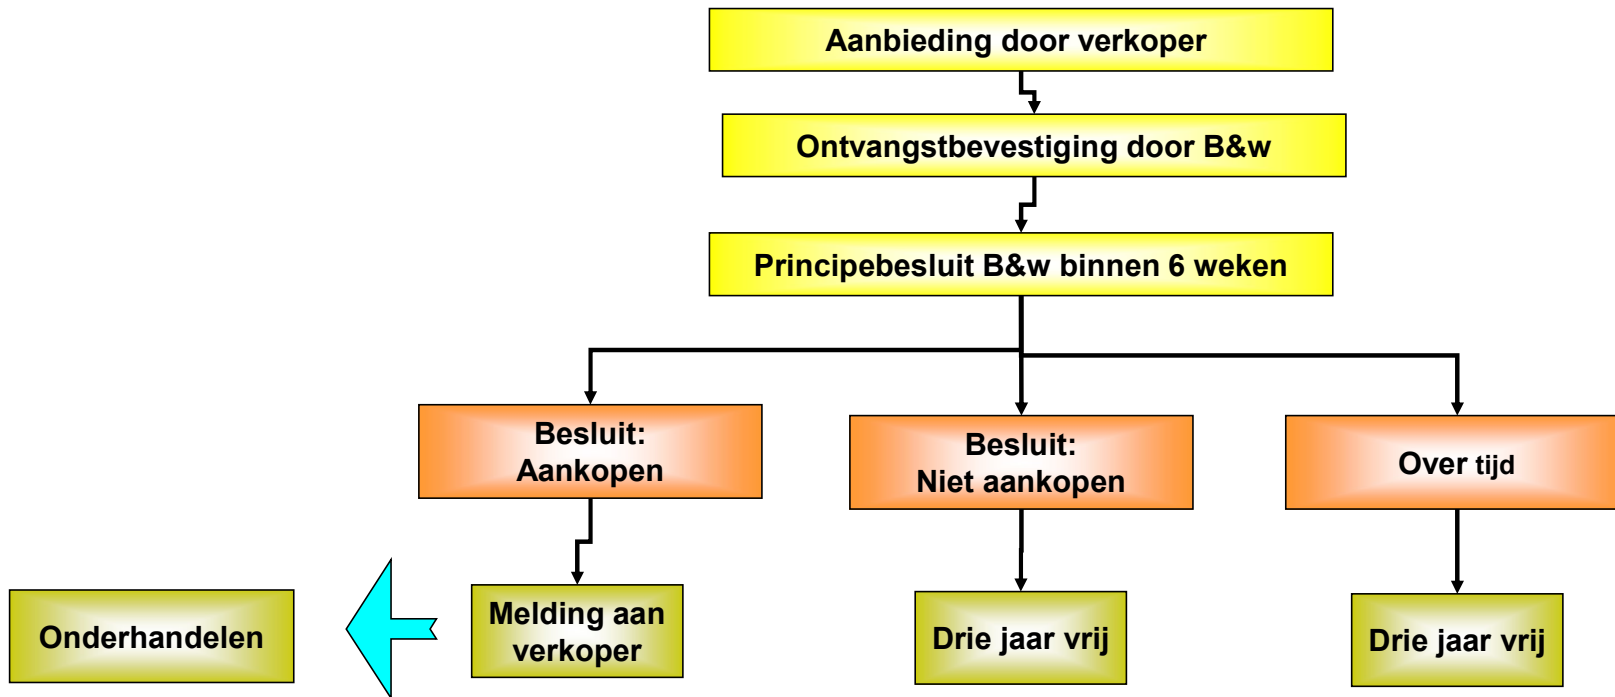 Aanbieding door verkoper
Ontvangstbevestiging door B&w
Principebesluit B&w binnen 6 weken
Besluit:
Aankopen
Besluit:
Niet aankopen
Over tijd
Onderhandelen
Melding aan
verkoper
Drie jaar vrij
Drie jaar vrij